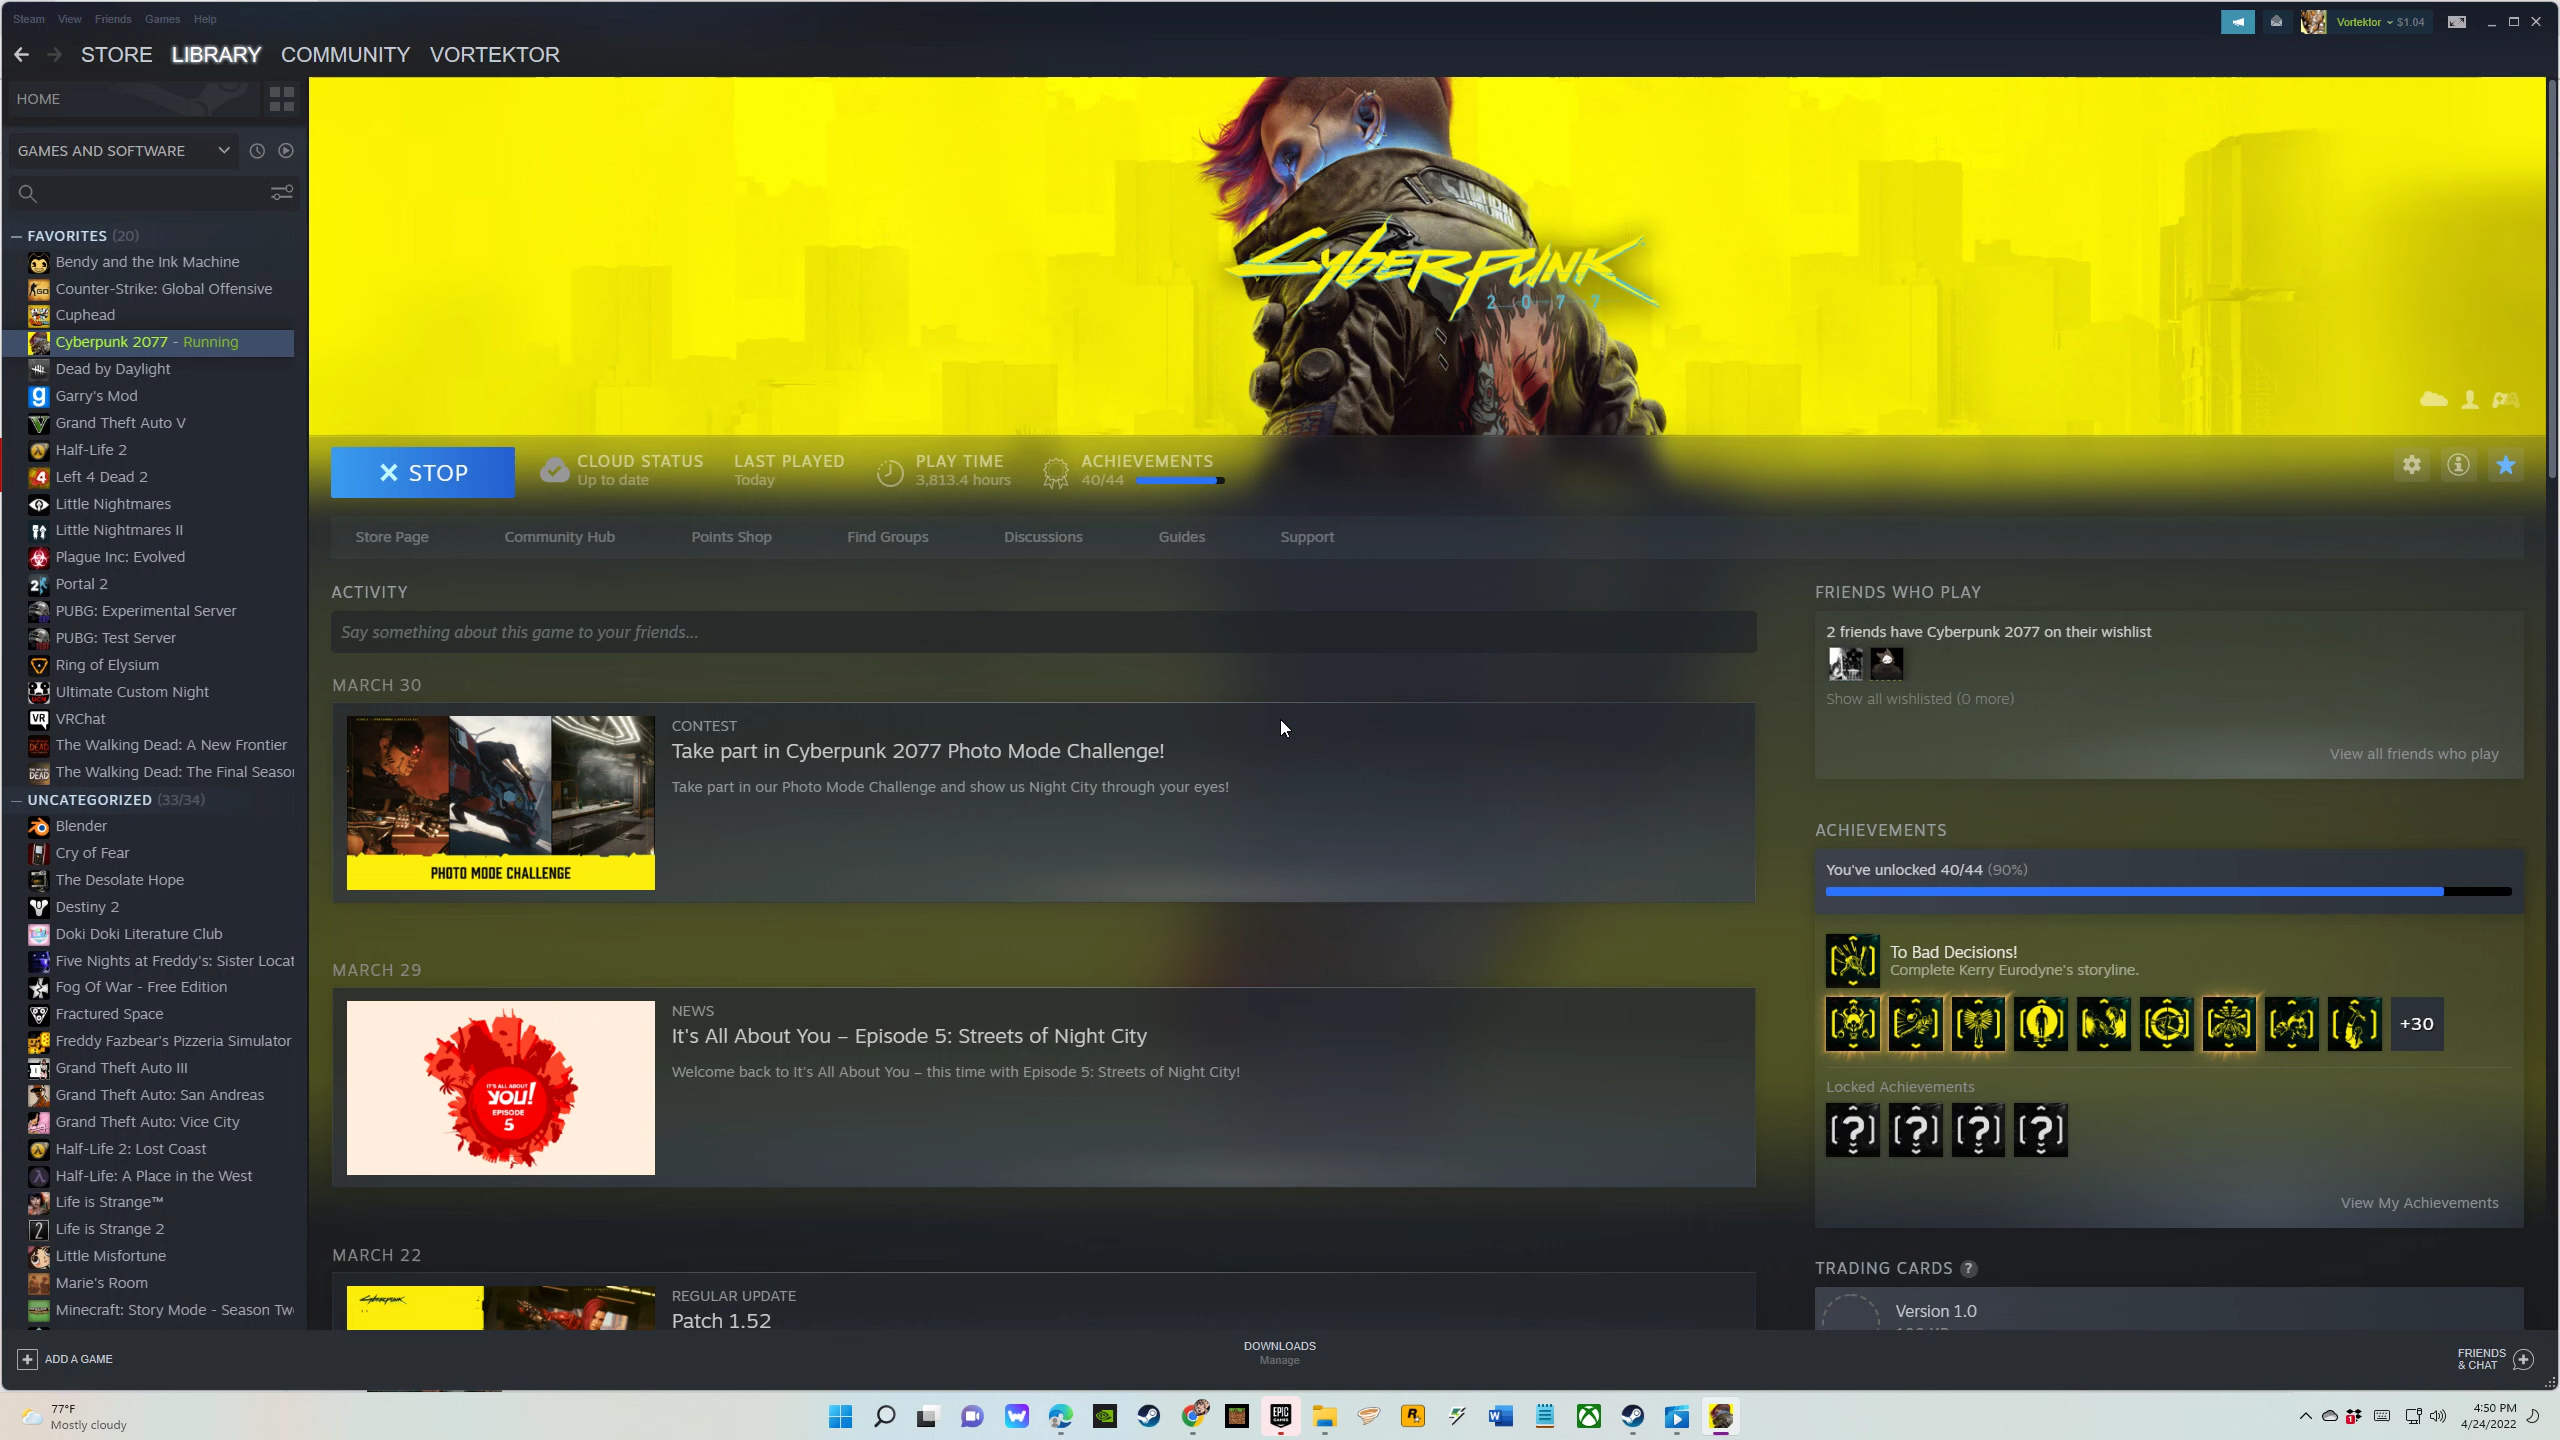 Steam View Friends Games Help
Vortektor $1.04
STORE LIBRARY COMMUNITY VORTEKTOR
HOME
GAMES AND SOFTWARE
FAVORITES (20)
Bendy and the Ink Machine
Counter-Strike: Global Offensive
Cuphead
Cyberpunk 2077 - Running
Dead by Daylight
Garry's Mod
Grand Theft Auto V
Half-Life 2
Left 4 Dead 2
Little Nightmares
Little Nightmares II
Plague Inc: Evolved
Portal 2
PUBG: Experimental Server
PUBG: Test Server
Ring of Elysium
Ultimate Custom Night
VRChat
The Walking Dead: A New Frontier
The Walking Dead: The Final Season
UNCATEGORIZED (33/34)
Blender
Cry of Fear
The Desolate Hope
Destiny 2
Doki Doki Literature Club
Five Nights at Freddy's: Sister Locat
Fog Of War - Free Edition
Fractured Space
Freddy Fazbear's Pizzeria Simulator
Grand Theft Auto III
Grand Theft Auto: San Andreas
Grand Theft Auto: Vice City
Half-Life 2: Lost Coast
Half-Life: A Place in the West
Life is Strange™
Life is Strange 2
Little Misfortune
Marie's Room
Minecraft: Story Mode - Season Tw
ADD A GAME
SAMURAI
Cyberpunk
2077
STOP
CLOUD STATUS
Up to date
LAST PLAYED
Today
PLAY TIME
3,813.4 hours
ACHIEVEMENTS
40/44
Store Page Community Hub Points Shop Find Groups Discussions Guides Support
ACTIVITY
Say something about this game to your friends...
MARCH 30
PHOTO MODE CHALLENGE
CONTEST
Take part in Cyberpunk 2077 Photo Mode Challenge!
Take part in our Photo Mode Challenge and show us Night City through your eyes!
MARCH 29
IT'S ALL ABOUT
YOU!
EPISODE
5
NEWS
It's All About You – Episode 5: Streets of Night City
Welcome back to It's All About You – this time with Episode 5: Streets of Night City!
MARCH 22
Cyberpunk
REGULAR UPDATE
Patch 1.52
FRIENDS WHO PLAY
2 friends have Cyberpunk 2077 on their wishlist
Show all wishlisted (0 more)
View all friends who play
ACHIEVEMENTS
You've unlocked 40/44 (90%)
To Bad Decisions!
Complete Kerry Eurodyne's storyline.
+30
Locked Achievements
View My Achievements
TRADING CARDS ?
Version 1.0
DOWNLOADS
Manage
FRIENDS
& CHAT
77°F
Mostly cloudy
EPIC
GAMES
4:50 PM
4/24/2022